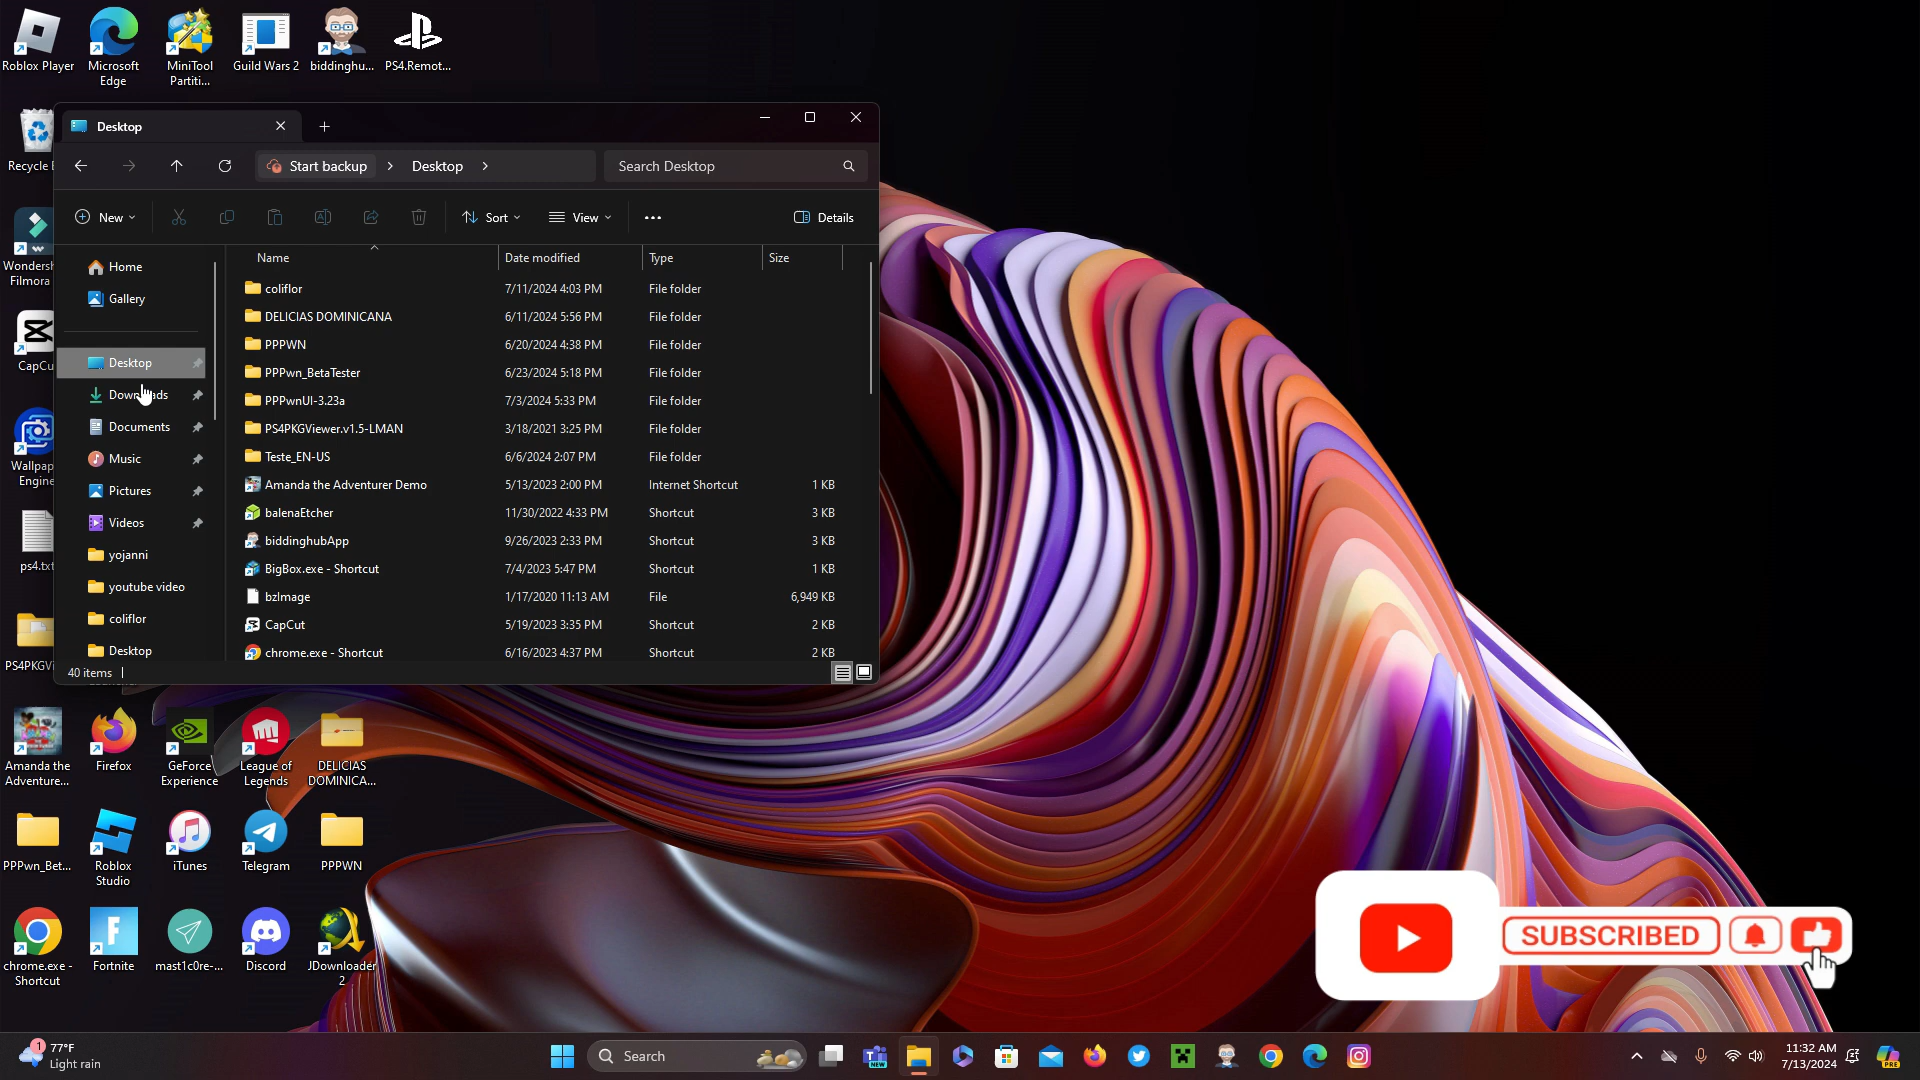 Roblox Player
Microsoft
Edge
MiniTool
Partiti...
Guild Wars 2
biddinghu...
PS4.Remot...
Desktop
Recycle
Start backup
Desktop
Search Desktop
New
Sort
View
Details
Wonders
Filmora
CapCu
Wallpap
Engine
ps4.txt
PS4PKGVi
Home
Gallery
Desktop
Downloads
Documents
Music
Pictures
Videos
yojanni
youtube video
coliflor
Desktop
Name Date modified Type Size
coliflor 7/11/2024 4:03 PM File folder
DELICIAS DOMINICANA 6/11/2024 5:56 PM File folder
PPPWN 6/20/2024 4:38 PM File folder
PPPwn_BetaTester 6/23/2024 5:18 PM File folder
PPPwnUI-3.23a 7/3/2024 5:33 PM File folder
PS4PKGViewer.v1.5-LMAN 3/18/2021 3:25 PM File folder
Teste_EN-US 6/6/2024 2:07 PM File folder
Amanda the Adventurer Demo 5/13/2023 2:00 PM Internet Shortcut 1 KB
balenaEtcher 11/30/2022 4:33 PM Shortcut 3 KB
biddinghubApp 9/26/2023 2:33 PM Shortcut 3 KB
BigBox.exe - Shortcut 7/4/2023 5:47 PM Shortcut 1 KB
bzImage 1/17/2020 11:13 AM File 6,949 KB
CapCut 5/19/2023 3:35 PM Shortcut 2 KB
chrome.exe - Shortcut 6/16/2023 4:37 PM Shortcut 2 KB
40 items
Amanda the
Adventure...
Firefox
GeForce
Experience
League of
Legends
DELICIAS
DOMINICA...
PPPwn_Bet...
Roblox
Studio
iTunes
Telegram
PPPWN
chrome.exe -
Shortcut
Fortnite
mast1c0re-...
Discord
JDownloader
2
SUBSCRIBED
1
77°F
Light rain
Search
NEW
11:32 AM
7/13/2024
PRE